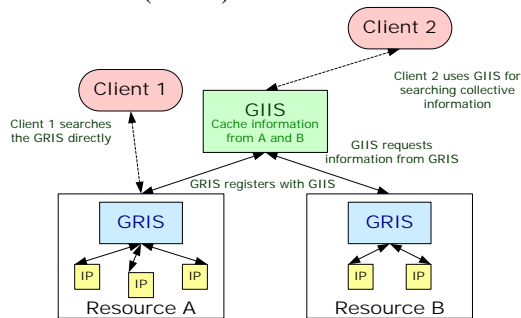 Client 2
Client 1
Client 2 uses GIIS for
searching collective
information
GIIS
Cache information
from A and B
Client 1 searches
the GRIS directly
GIIS requests
information from GRIS
GRIS registers with GIIS
GRIS
IP
IP
IP
Resource A
GRIS
IP
IP
Resource B